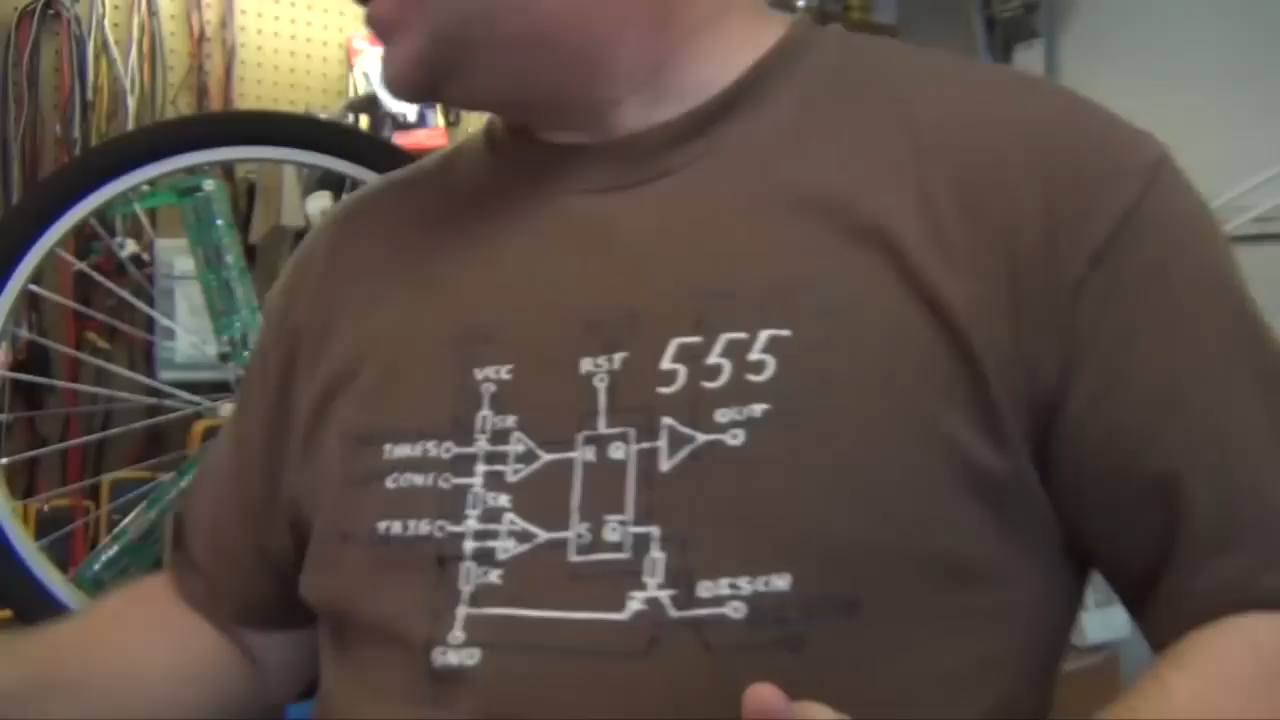 555
VCC
RST
OUT
5K
THRES
R
Q
CONT
5K
TRIG
S
Q
5K
DISCH
GND